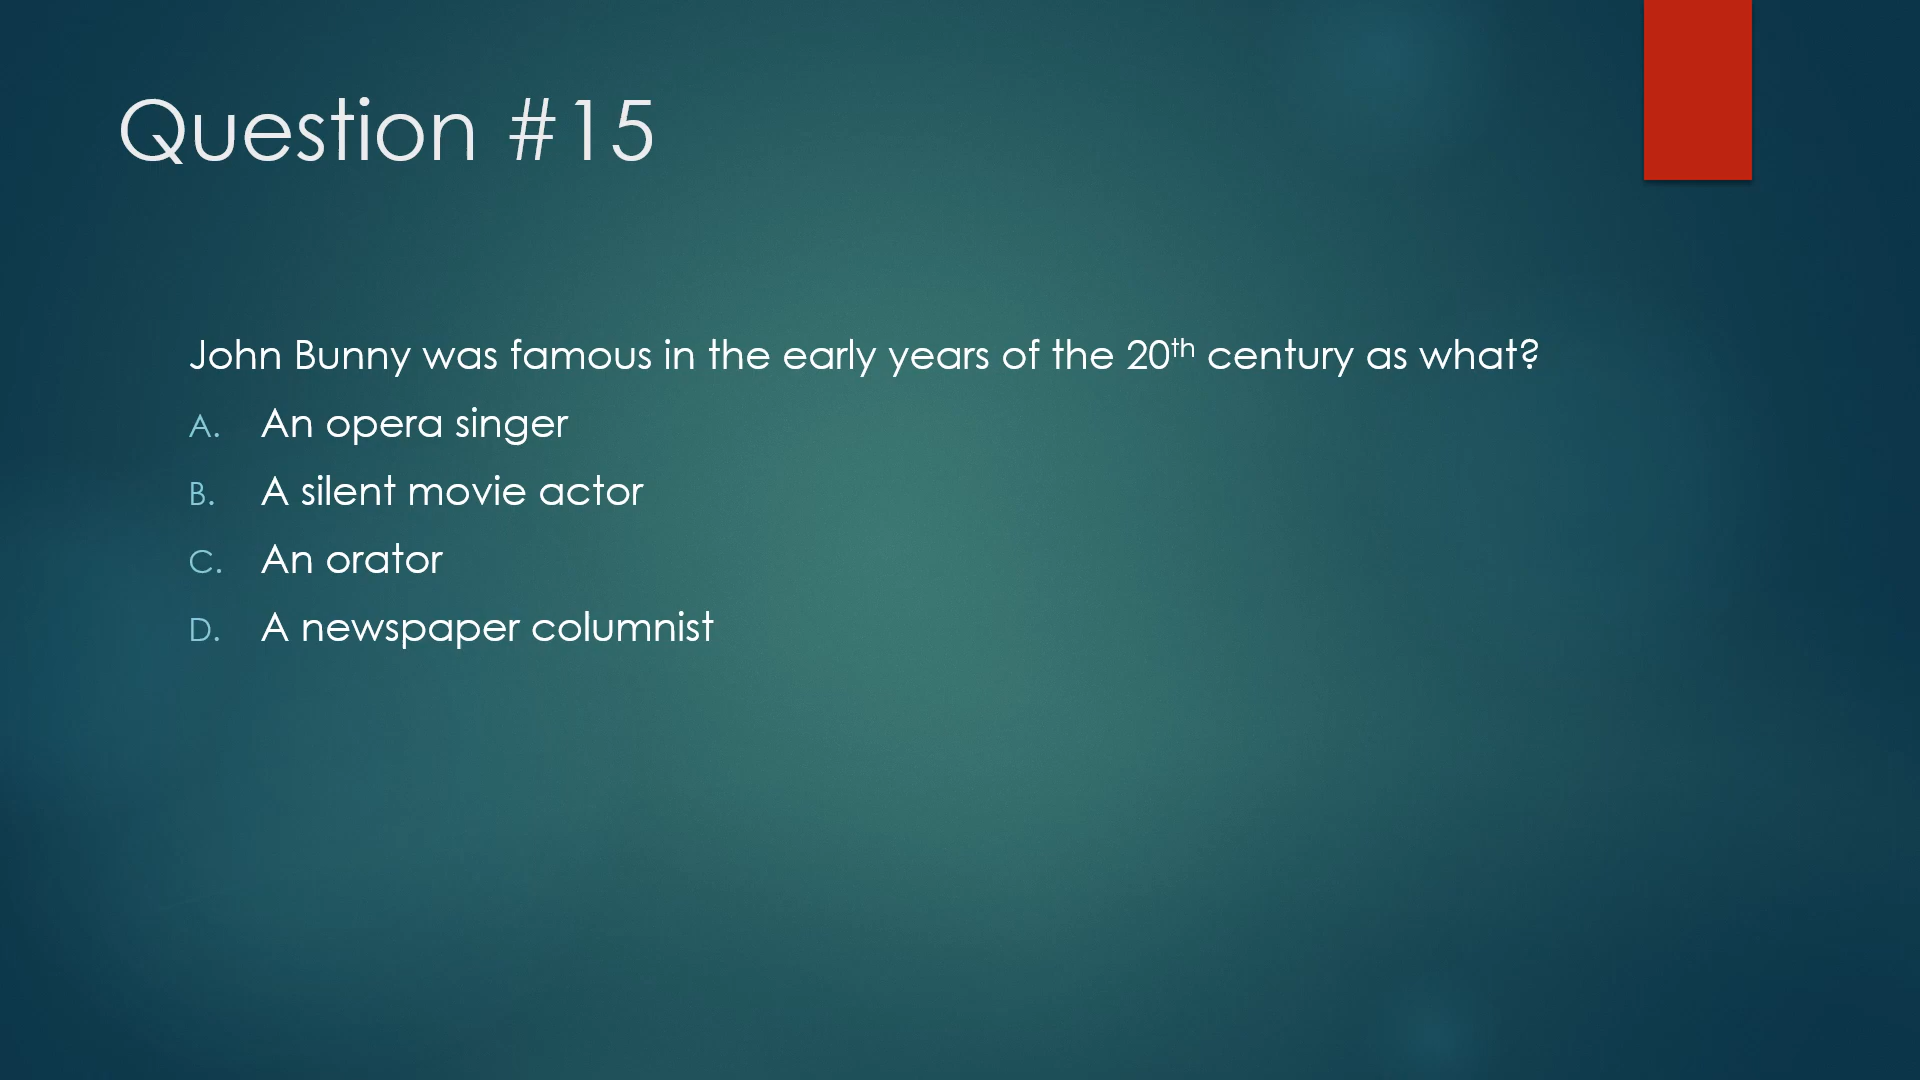 Question #15
John Bunny was famous in the early years of the 20th century as what?
A. An opera singer
B. A silent movie actor
C. An orator
D. A newspaper columnist